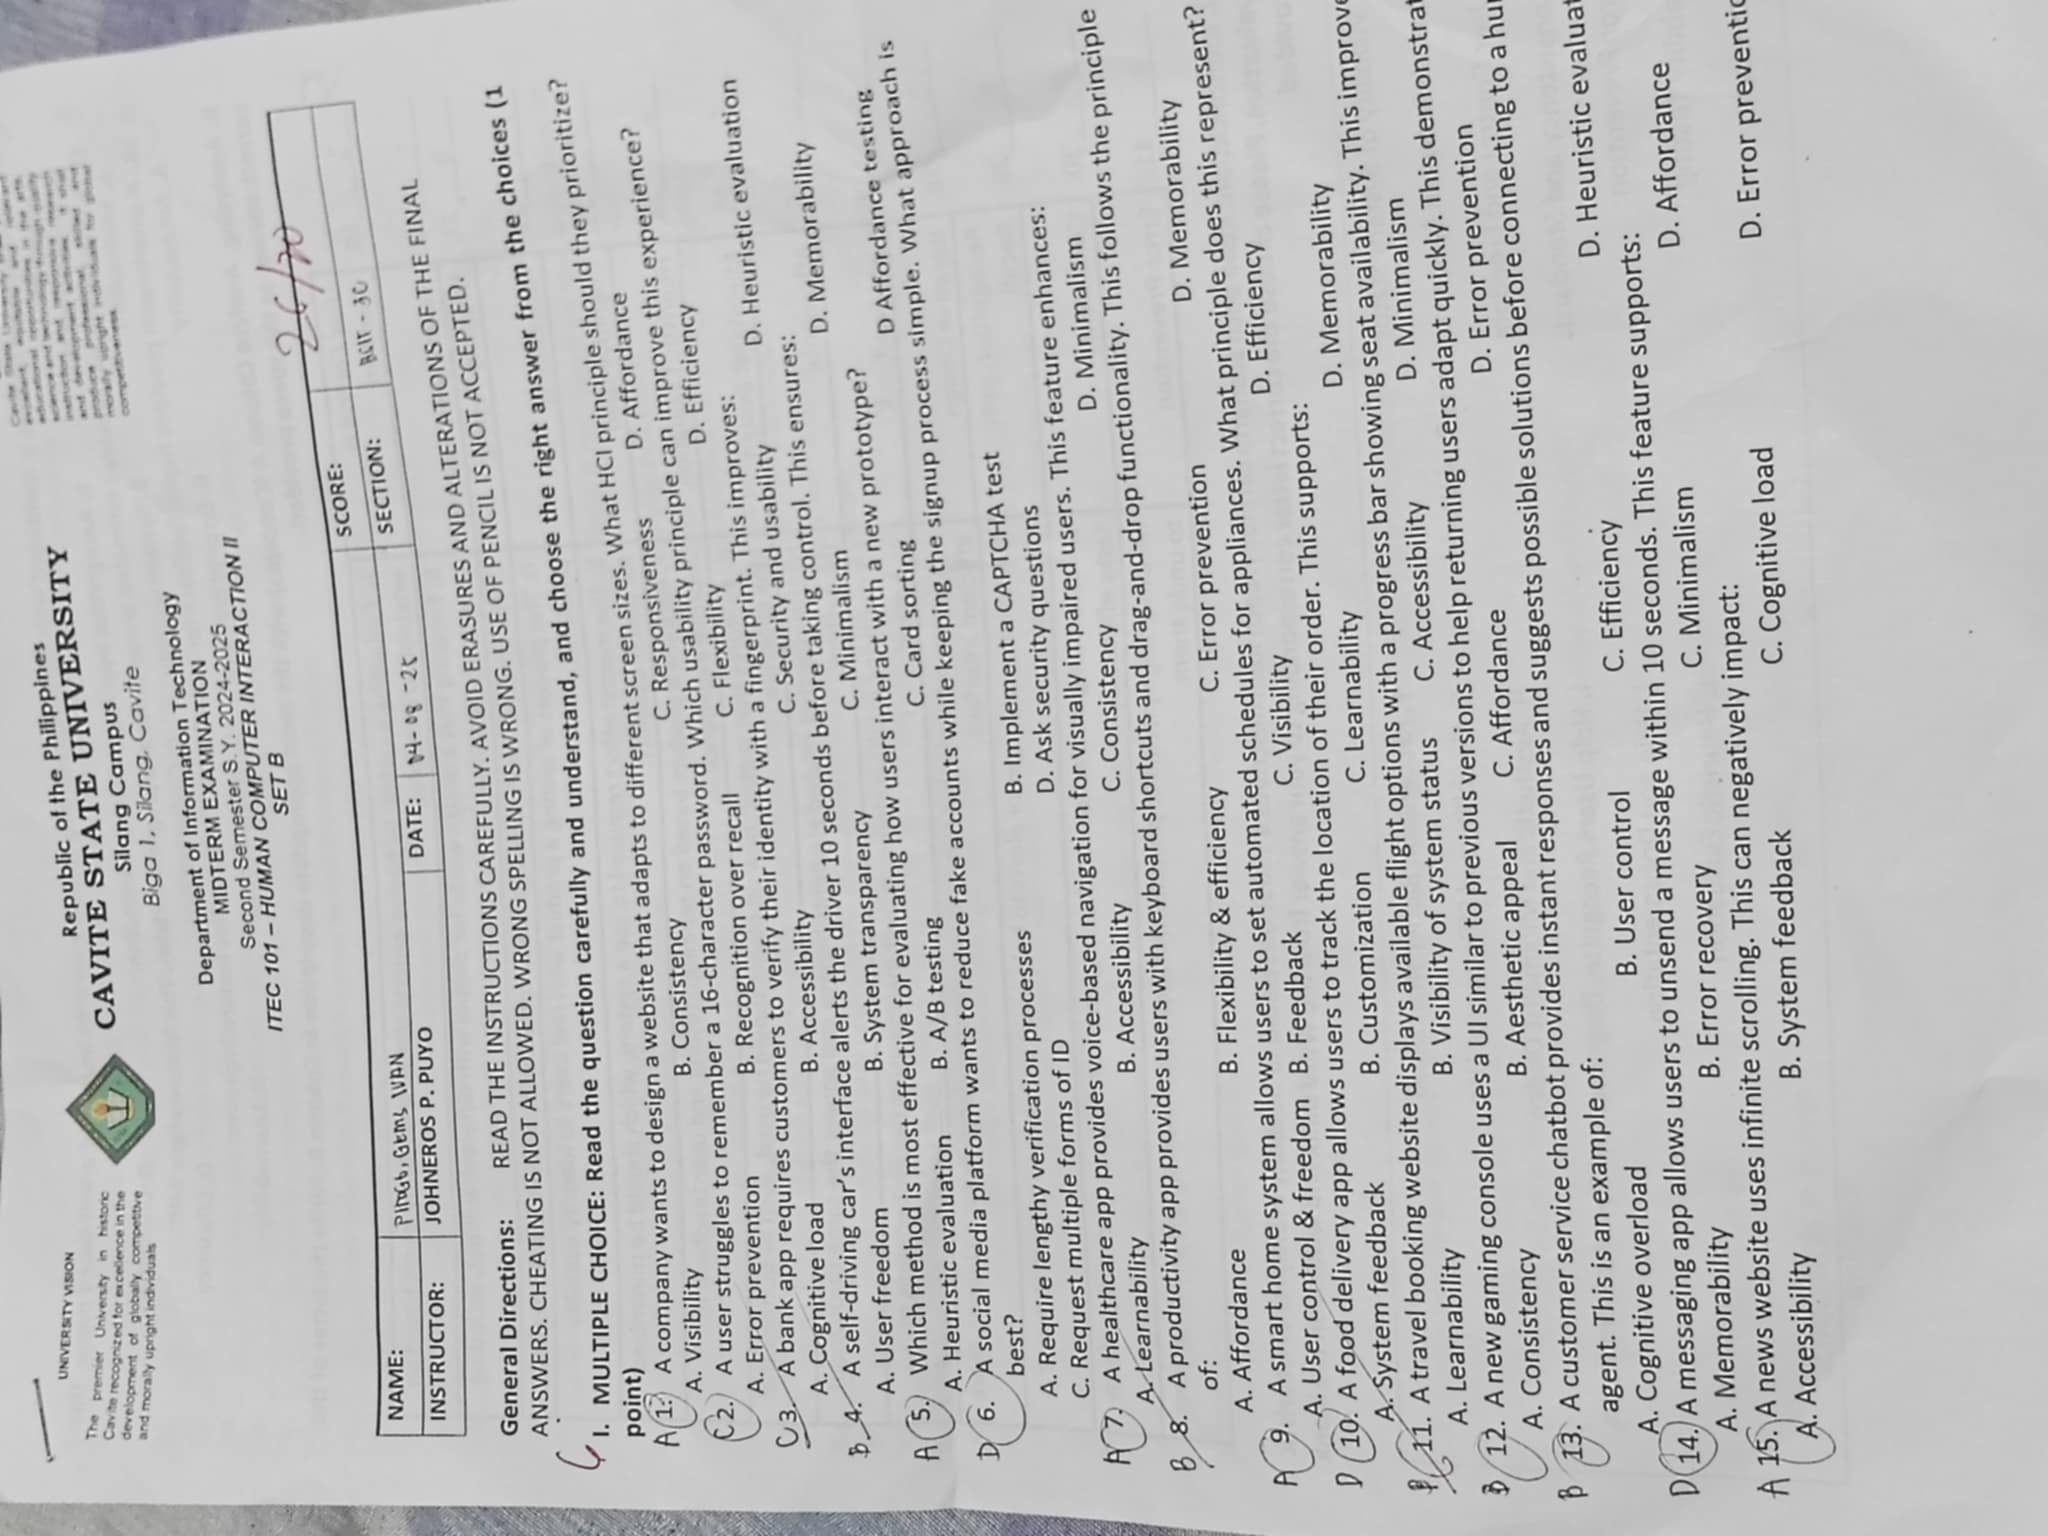 UNIVERSITY VISION
The premier University in historic
Cavite recognized for excellence in the
development of globally competitive
and morally upright individuals
Republic of the Philippines
CAVITE STATE UNIVERSITY
Silang Campus
Biga 1, Silang, Cavite
Cavite State University
excellent, equitable and relevant
educational opportunities in the arts,
science and technology through quality
instruction and responsive research
and development activities. It shall
produce professional, skilled and
morally upright individuals for global
competitiveness.
Department of Information Technology
MIDTERM EXAMINATION
Second Semester S.Y. 2024-2025
ITEC 101 – HUMAN COMPUTER INTERACTION II
SET B
NAME: GEMS IVAN SCORE: 26/70
INSTRUCTOR: JOHNEROS P. PUYO DATE: 04-08-25 SECTION: BSIT - 3C
General Directions: READ THE INSTRUCTIONS CAREFULLY. AVOID ERASURES AND ALTERATIONS OF THE FINAL
ANSWERS. CHEATING IS NOT ALLOWED. WRONG SPELLING IS WRONG. USE OF PENCIL IS NOT ACCEPTED.
I. MULTIPLE CHOICE: Read the question carefully and understand, and choose the right answer from the choices (1
point)
A 1. A company wants to design a website that adapts to different screen sizes. What HCI principle should they prioritize?
A. Visibility B. Consistency C. Responsiveness D. Affordance
C 2. A user struggles to remember a 16-character password. Which usability principle can improve this experience?
A. Error prevention B. Recognition over recall C. Flexibility D. Efficiency
C 3. A bank app requires customers to verify their identity with a fingerprint. This improves:
A. Cognitive load B. Accessibility C. Security and usability D. Heuristic evaluation
B 4. A self-driving car's interface alerts the driver 10 seconds before taking control. This ensures:
A. User freedom B. System transparency C. Minimalism D. Memorability
A 5. Which method is most effective for evaluating how users interact with a new prototype?
A. Heuristic evaluation B. A/B testing C. Card sorting D Affordance testing
D 6. A social media platform wants to reduce fake accounts while keeping the signup process simple. What approach is
best?
A. Require lengthy verification processes B. Implement a CAPTCHA test
C. Request multiple forms of ID D. Ask security questions
A 7. A healthcare app provides voice-based navigation for visually impaired users. This feature enhances:
A. Learnability B. Accessibility C. Consistency D. Minimalism
B 8. A productivity app provides users with keyboard shortcuts and drag-and-drop functionality. This follows the principle
of:
A. Affordance B. Flexibility & efficiency C. Error prevention D. Memorability
A 9. A smart home system allows users to set automated schedules for appliances. What principle does this represent?
A. User control & freedom B. Feedback C. Visibility D. Efficiency
D 10. A food delivery app allows users to track the location of their order. This supports:
A. System feedback B. Customization C. Learnability D. Memorability
11. A travel booking website displays available flight options with a progress bar showing seat availability. This improve
A. Learnability B. Visibility of system status C. Accessibility D. Minimalism
B 12. A new gaming console uses a UI similar to previous versions to help returning users adapt quickly. This demonstrat
A. Consistency B. Aesthetic appeal C. Affordance D. Error prevention
B 13. A customer service chatbot provides instant responses and suggests possible solutions before connecting to a hu
agent. This is an example of:
A. Cognitive overload B. User control C. Efficiency D. Heuristic evaluat
D 14. A messaging app allows users to unsend a message within 10 seconds. This feature supports:
A. Memorability B. Error recovery C. Minimalism D. Affordance
A 15. A news website uses infinite scrolling. This can negatively impact:
A. Accessibility B. System feedback C. Cognitive load D. Error preventio